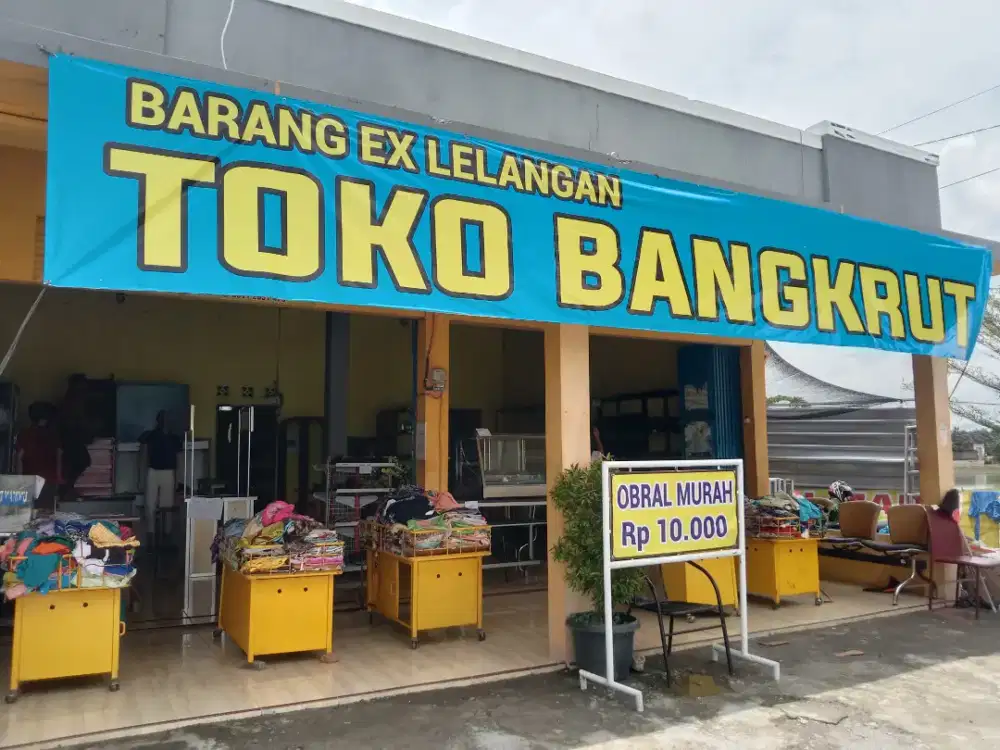 BARANG EX LELANGAN
TOKO BANGKRUT
OBRAL MURAH
Rp 10.000